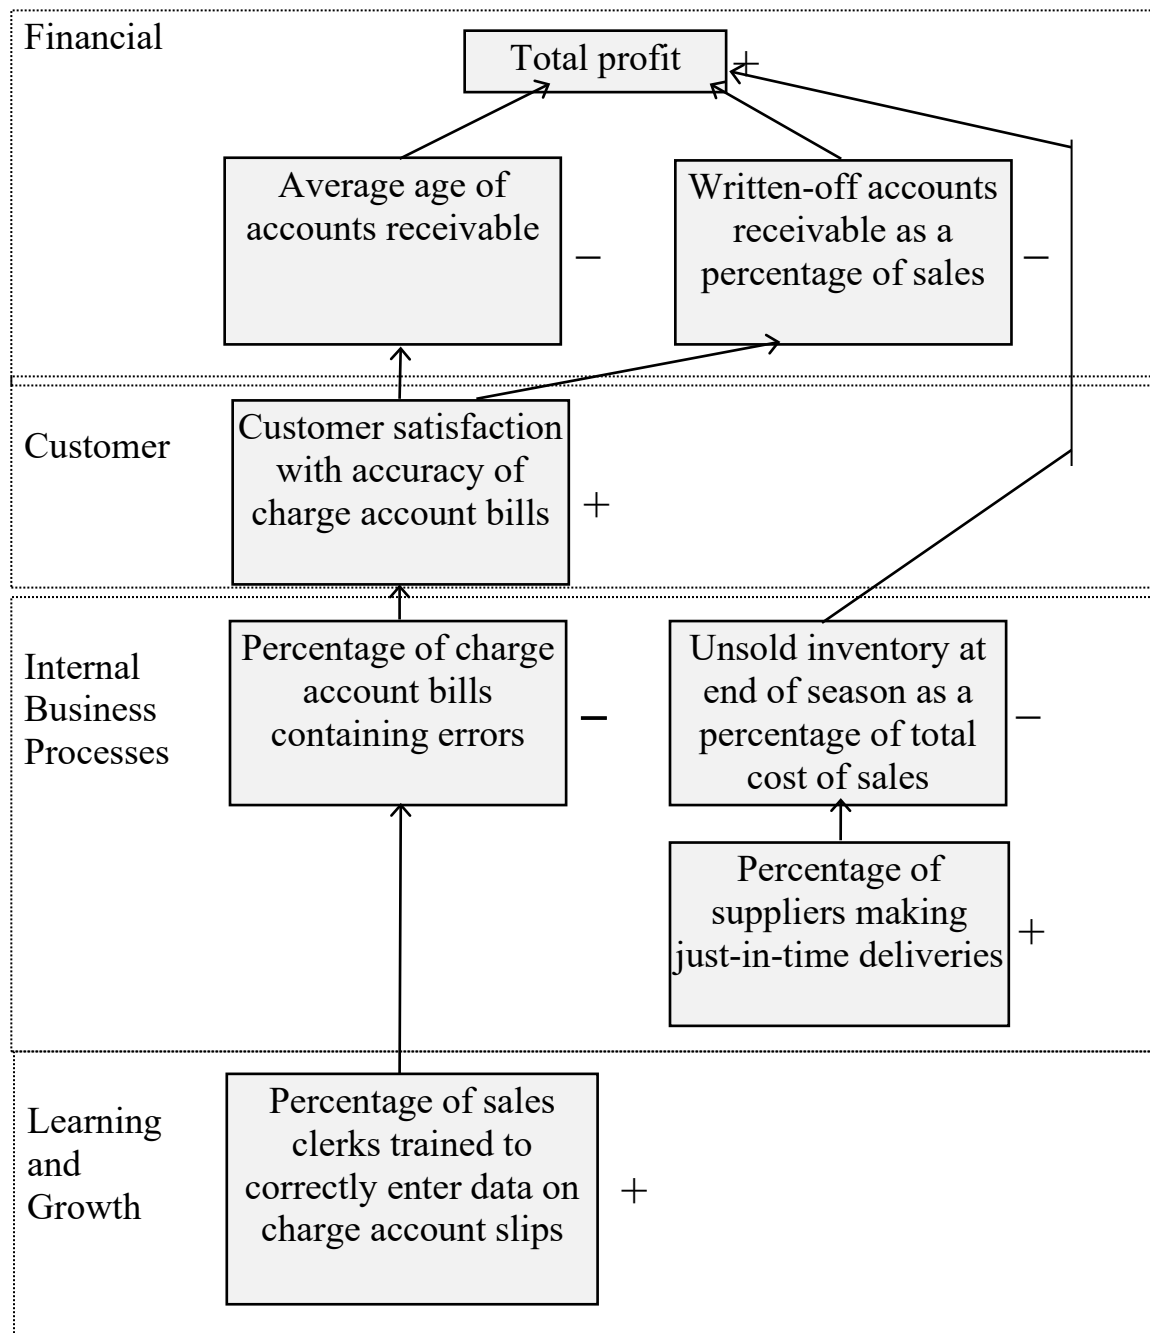 Financial
Total profit
+
Average age of
accounts receivable
−
Written-off accounts
receivable as a
percentage of sales
−
Customer
Customer satisfaction
with accuracy of
charge account bills
+
Internal
Business
Processes
Percentage of charge
account bills
containing errors
−
Unsold inventory at
end of season as a
percentage of total
cost of sales
−
Percentage of
suppliers making
just-in-time deliveries
+
Learning
and
Growth
Percentage of sales
clerks trained to
correctly enter data on
charge account slips
+